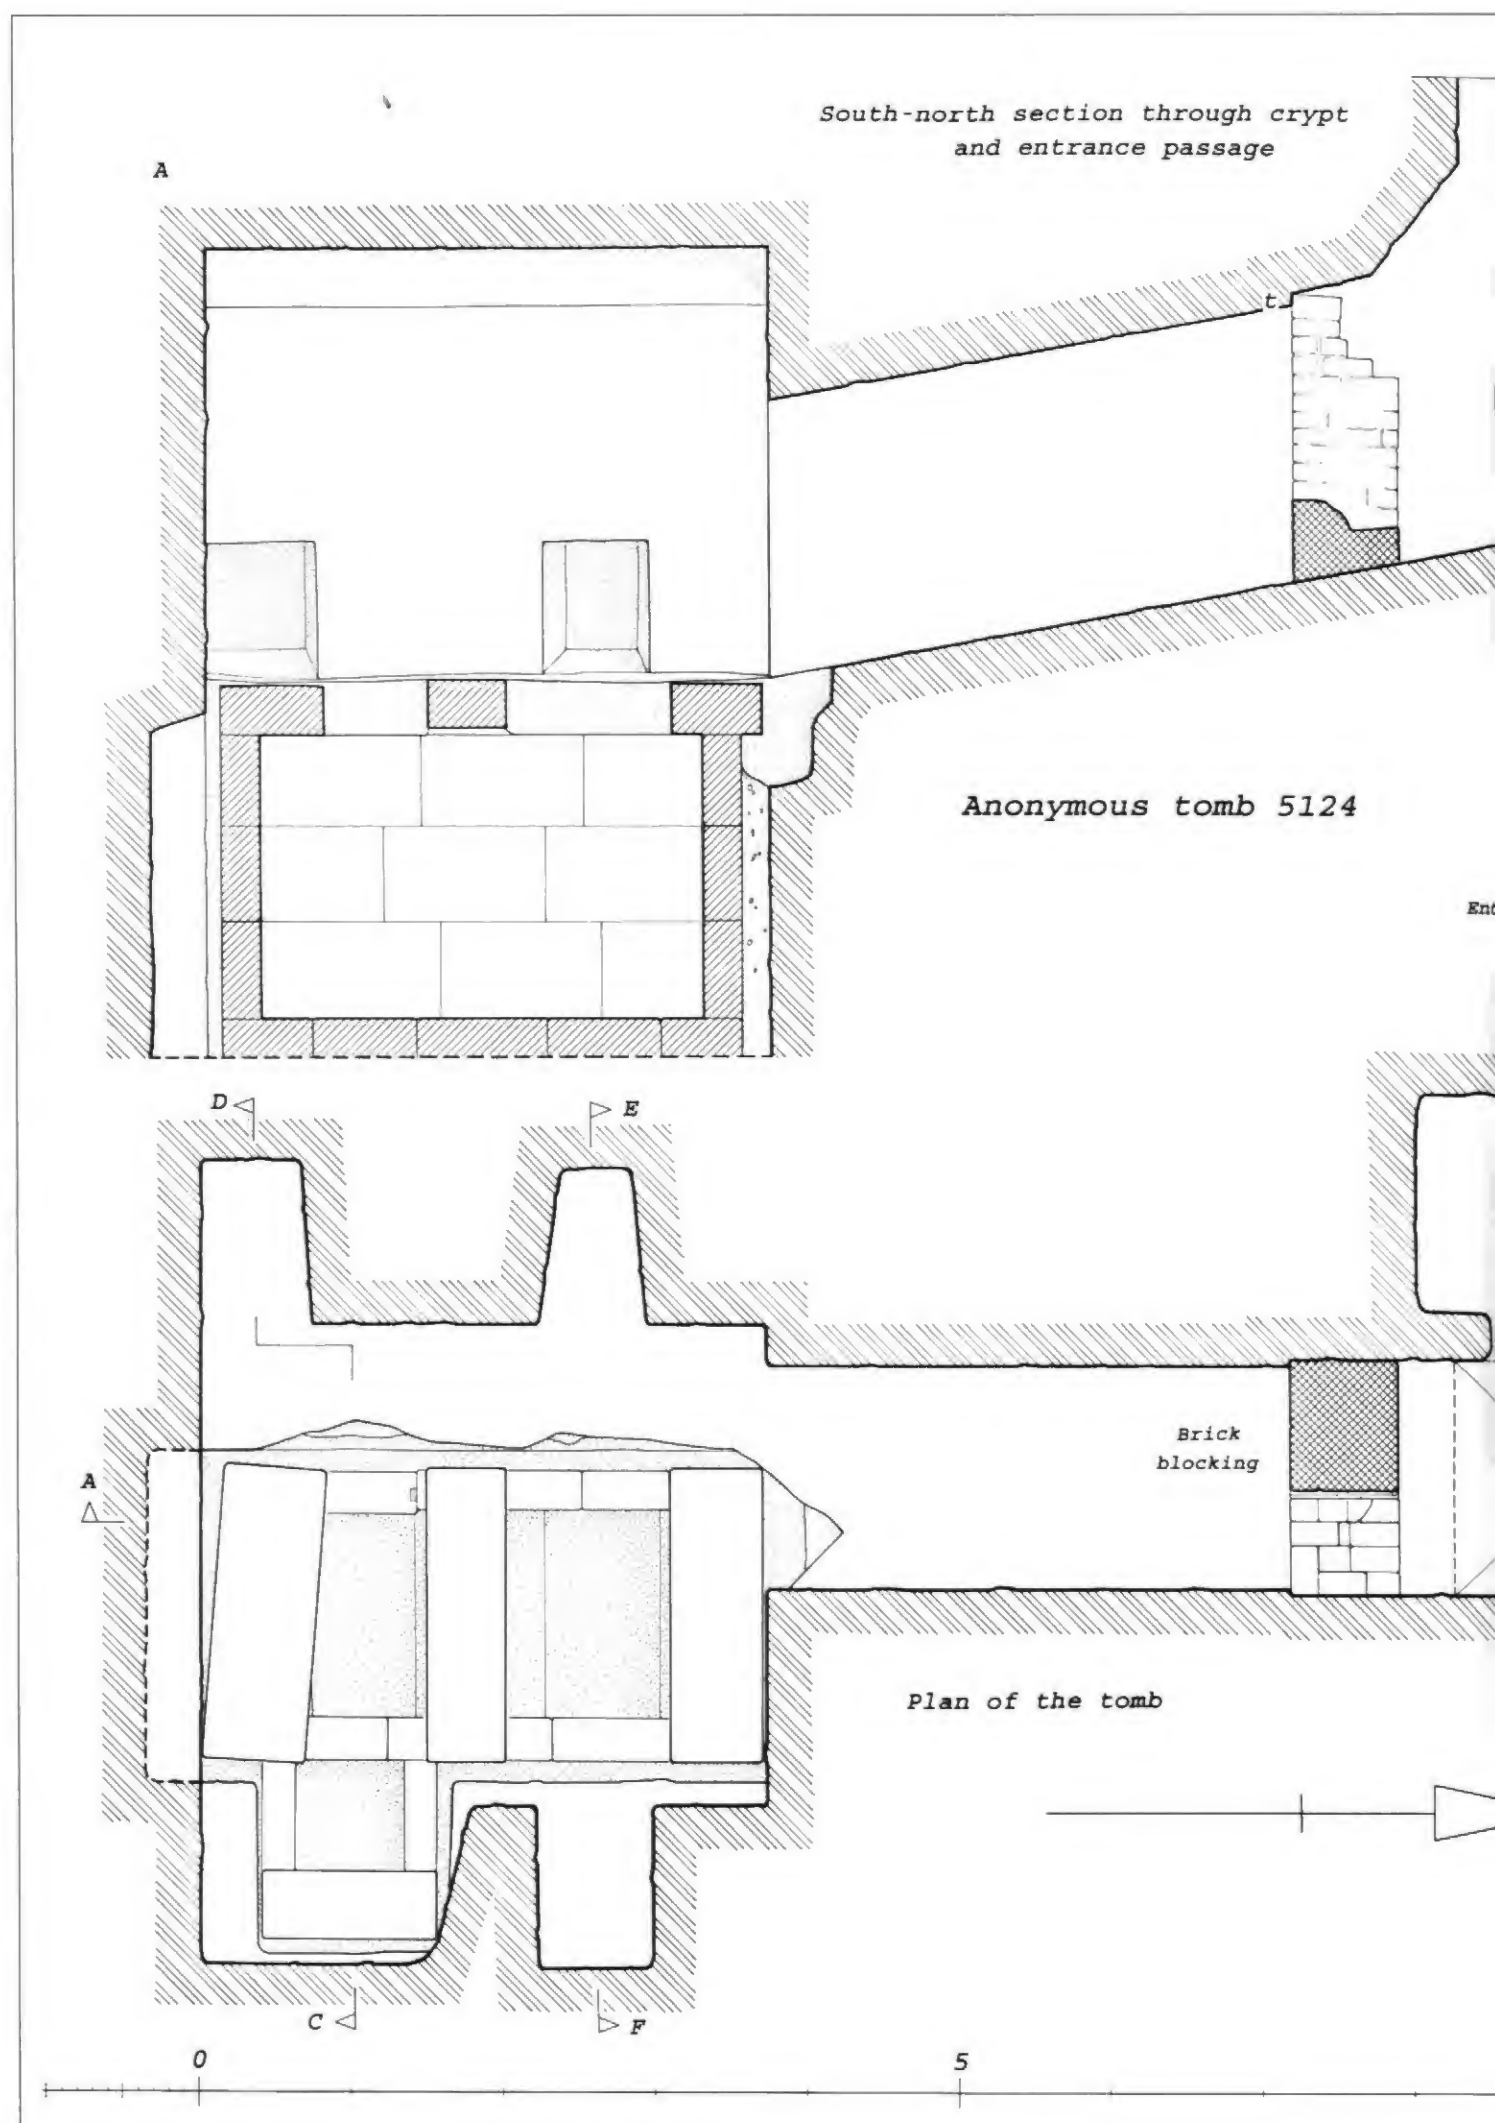 South-north section through crypt
and entrance passage
A
t
Anonymous tomb 5124
Ent
D
E
Brick
blocking
A
Plan of the tomb
C
F
0
5